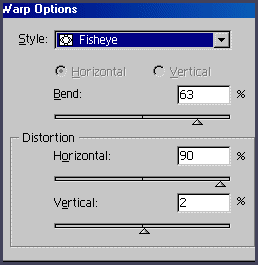 Warp Options
Style: Fisheye
Horizontal Vertical
Bend: 63 %
Distortion
Horizontal: 90 %
Vertical: 2 %